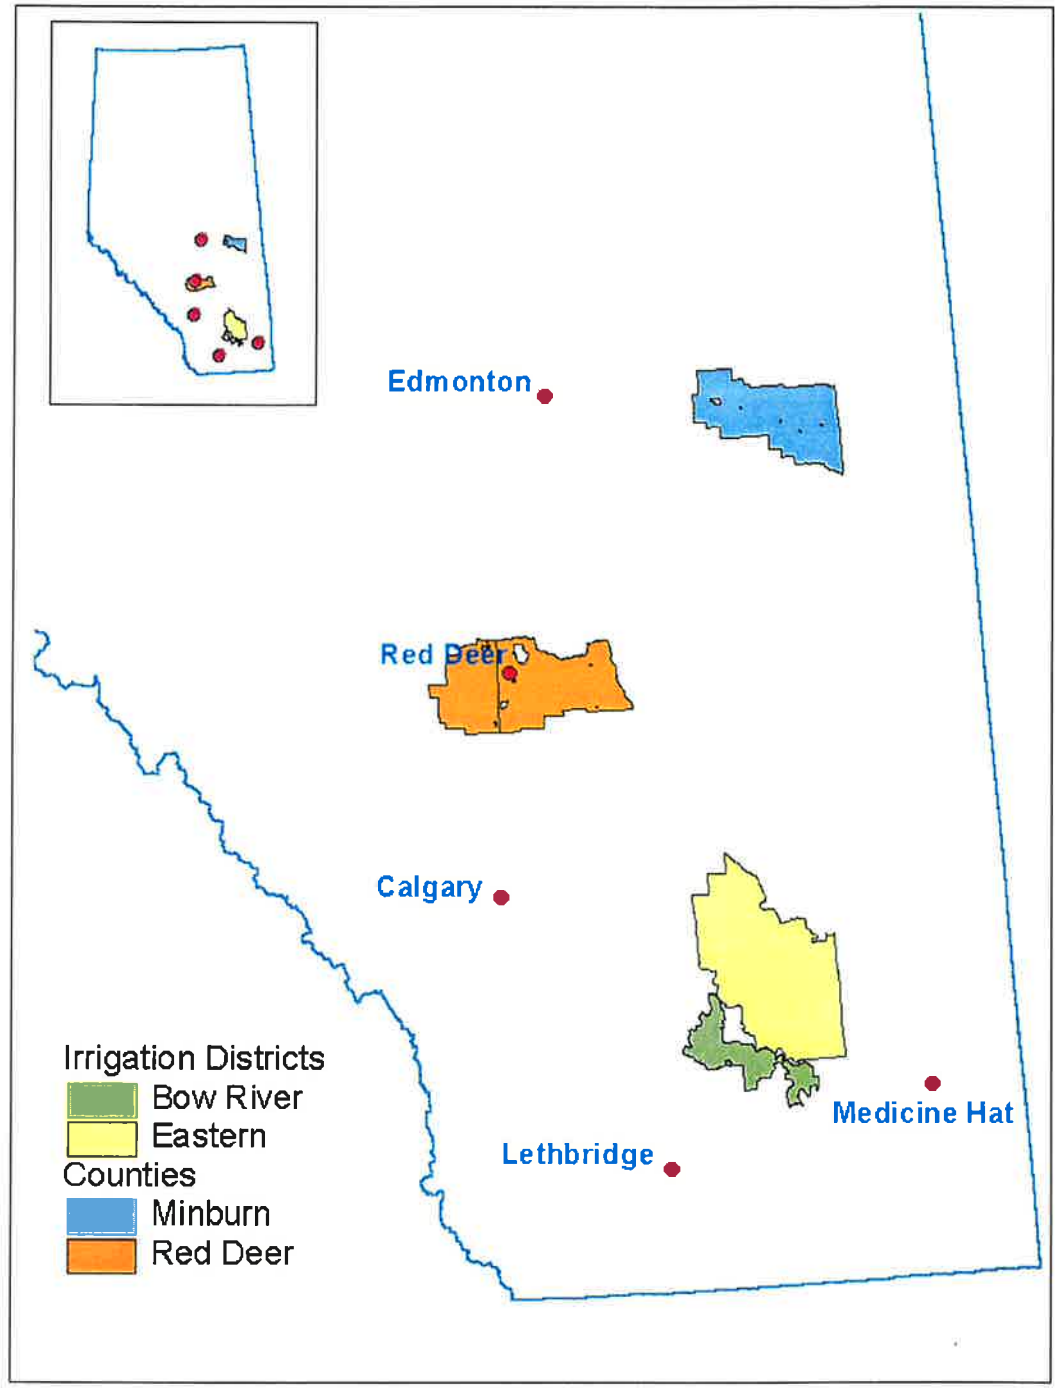 Edmonton
Red Deer
Calgary
Irrigation Districts
Bow River
Eastern
Counties
Minburn
Red Deer
Medicine Hat
Lethbridge